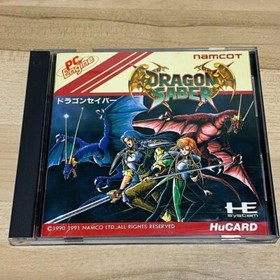 PC
Engine
namcot
DRAGON
SABER
ドラゴンセイバー
©1990 1991 NAMCO LTD.,ALL RIGHTS RESERVED
HE
System
HuCARD